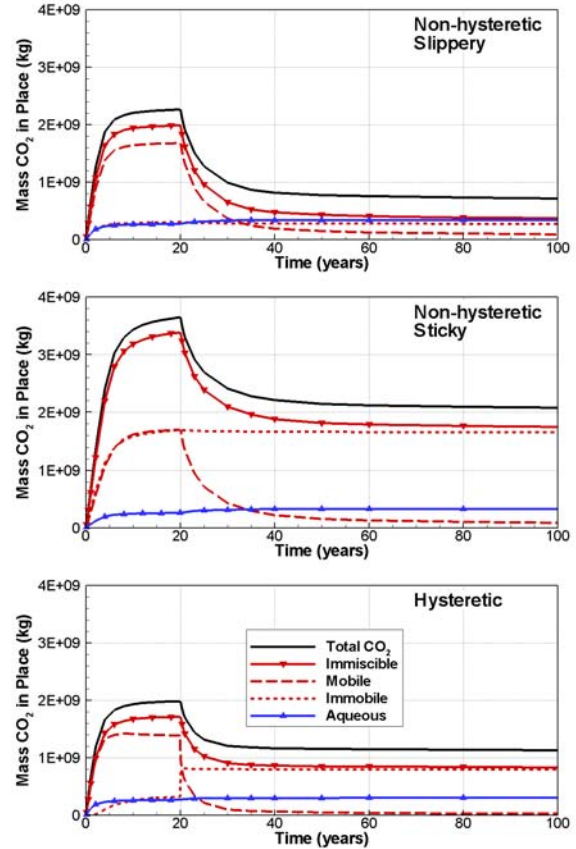 Non-hysteretic
Slippery
Mass CO2 in Place (kg)
4E+09
3E+09
2E+09
1E+09
0
0 20 40 60 80 100
Time (years)
Non-hysteretic
Sticky
Mass CO2 in Place (kg)
4E+09
3E+09
2E+09
1E+09
0
0 20 40 60 80 100
Time (years)
Hysteretic
Mass CO2 in Place (kg)
4E+09
3E+09
2E+09
1E+09
0
Total CO2
Immiscible
Mobile
Immobile
Aqueous
0 20 40 60 80 100
Time (years)